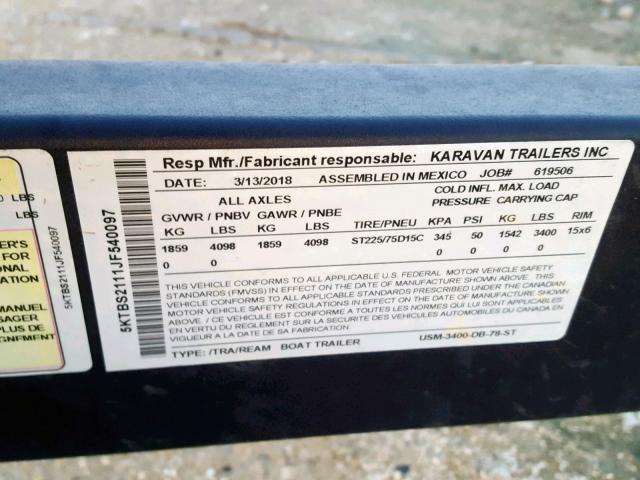 LBS
LBS
ER'S
FOR
ONAL
ON
MANUEL
SAGER
PLUS
GNEMENT
5KTBS2111JF540097
5KTBS2111JF540097
Resp Mfr./Fabricant responsable: KARAVAN TRAILERS INC
DATE: 3/13/2018 ASSEMBLED IN MEXICO JOB# 619506
ALL AXLES COLD INFL. MAX. LOAD
GVWR / PNBV GAWR / PNBE PRESSURE CARRYING CAP
KG LBS KG LBS TIRE/PNEU KPA PSI KG LBS RIM
1859 4098 1859 4098 ST225/75D15C 345 50 1542 3400 15x6
0 0 0 0 0 0
THIS VEHICLE CONFORMS TO ALL APPLICABLE U.S. FEDERAL MOTOR VEHICLE SAFETY
STANDARDS (FMVSS) IN EFFECT ON THE DATE OF MANUFACTURE SHOWN ABOVE. THIS
VEHICLE CONFORMS TO ALL APPLICABLE STANDARDS PRESCRIBED UNDER THE CANADIAN
MOTOR VEHICLE SAFETY REGULATIONS IN EFFECT ON THE DATE OF MANUFACTURE
ABOVE. / CE VEHICULE EST CONFORME A TOUTES LES NORMES QUI LUI SONT APPLICABLES
EN VERTU DU REGLEMENT SUR LA SECURITE DES VEHICULES AUTOMOBILES DU CANADA EN
VIGUEUR A LA DATE DE SA FABRICATION.
TYPE: /TRA/REAM BOAT TRAILER USM-3400-DB-78-ST